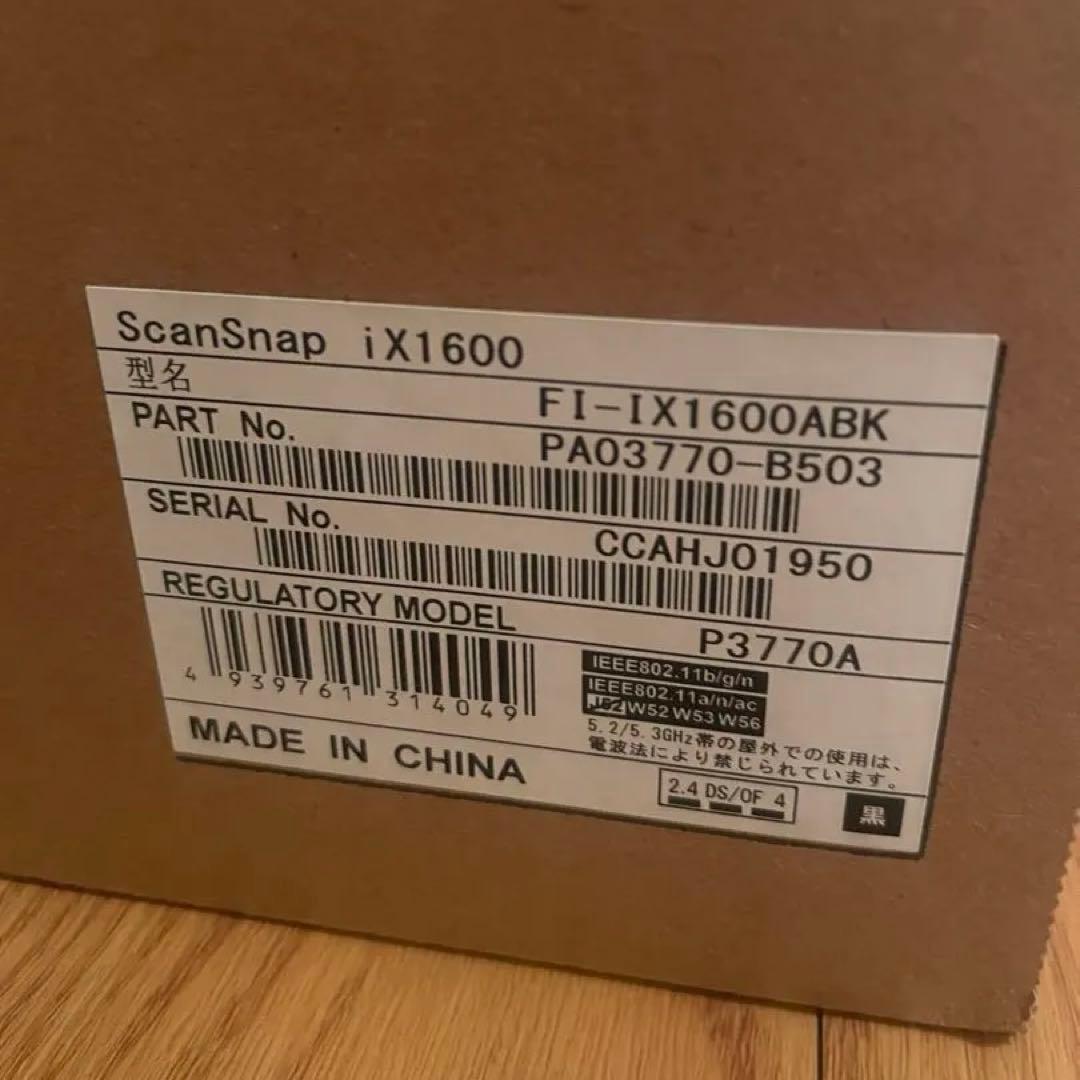 ScanSnap iX1600
型名
FI-IX1600ABK
PART No.
PA03770-B503
SERIAL No.
CCAHJ01950
REGULATORY MODEL
P3770A
4 939761 314049
IEEE802.11b/g/n
IEEE802.11a/n/ac
J52 W52 W53 W56
5.2/5.3GHz帯の屋外での使用は、
電波法により禁じられています。
MADE IN CHINA
2.4 DS/OF 4
黒